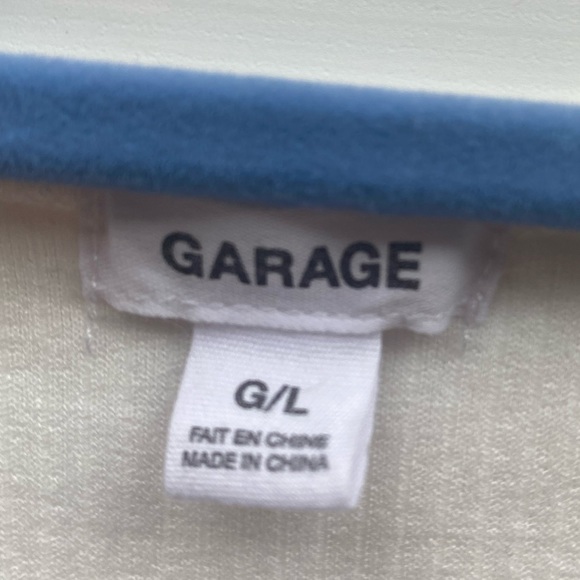 GARAGE
G/L
FAIT EN CHINE
MADE IN CHINA